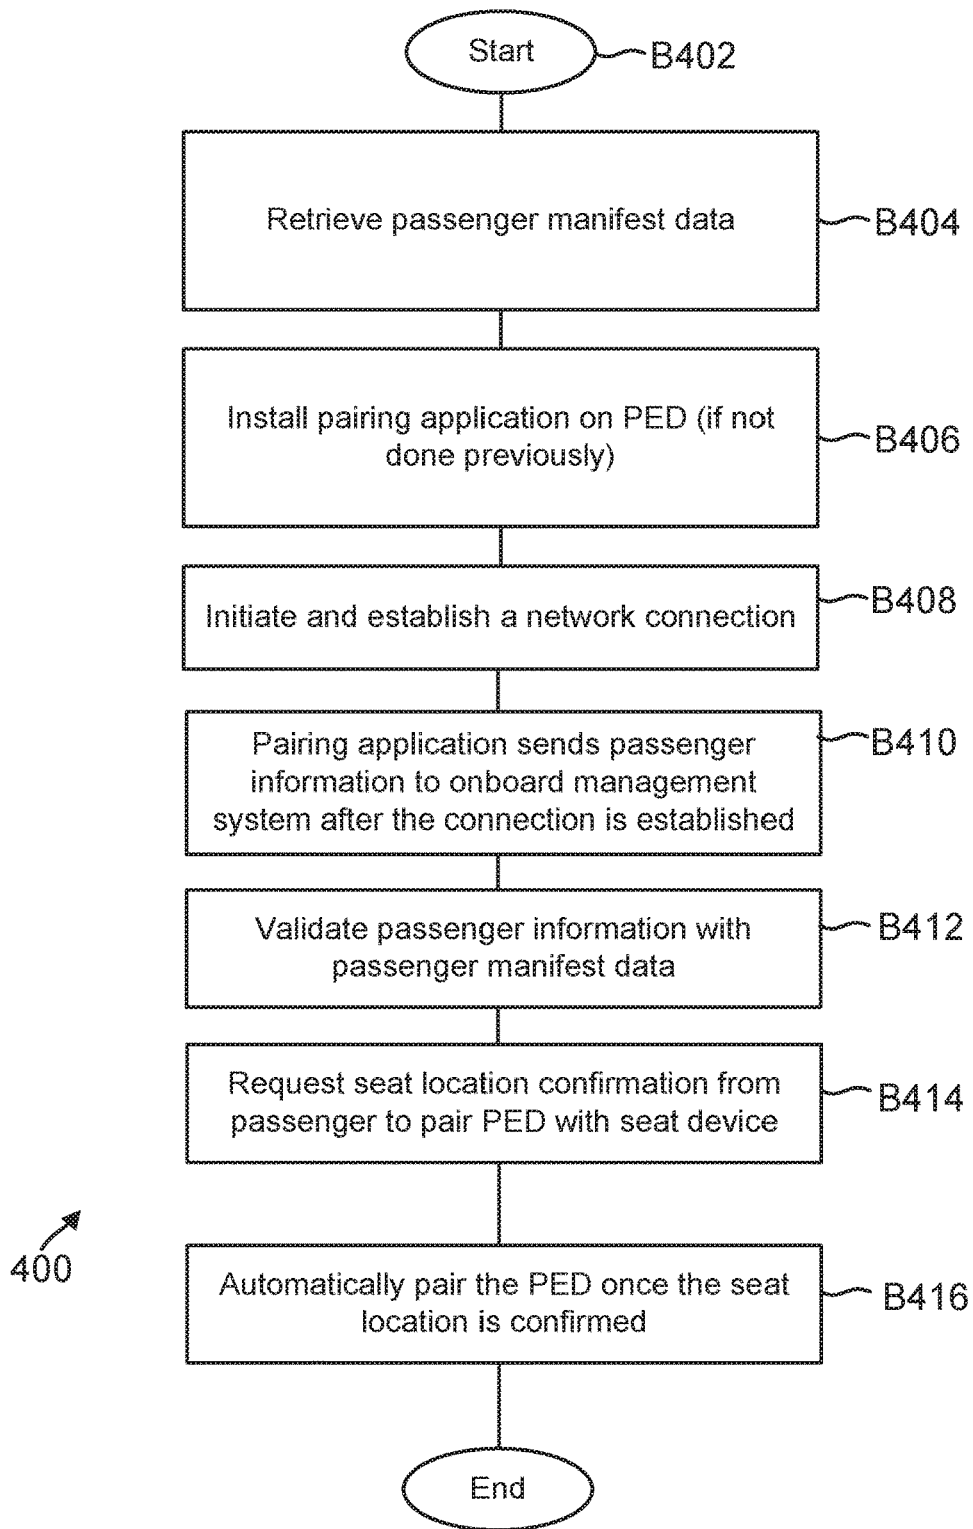 Start
B402
Retrieve passenger manifest data
B404
Install pairing application on PED (if not
done previously)
B406
Initiate and establish a network connection
B408
Pairing application sends passenger
information to onboard management
system after the connection is established
B410
Validate passenger information with
passenger manifest data
B412
Request seat location confirmation from
passenger to pair PED with seat device
B414
400
Automatically pair the PED once the seat
location is confirmed
B416
End